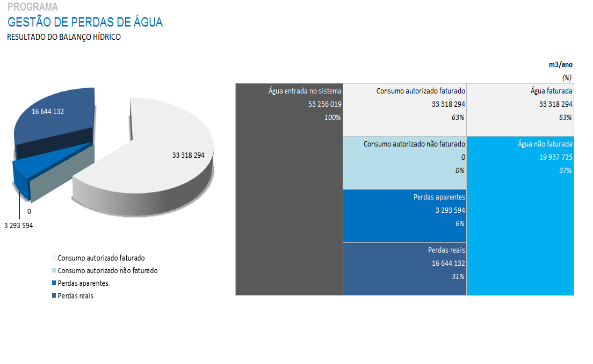 PROGRAMA
GESTÃO DE PERDAS DE ÁGUA
RESULTADO DO BALANÇO HÍDRICO
16 644 132
33 318 294
0
3 293 594
Consumo autorizado faturado
Consumo autorizado não faturado
Perdas aparentes
Perdas reais
m3/ano
(%)
Água entrada no sistema
53 256 019
100%
Consumo autorizado faturado
33 318 294
63%
Água faturada
33 318 294
63%
Consumo autorizado não faturado
0
0%
Água não faturada
19 937 725
37%
Perdas aparentes
3 293 594
6%
Perdas reais
16 644 132
31%